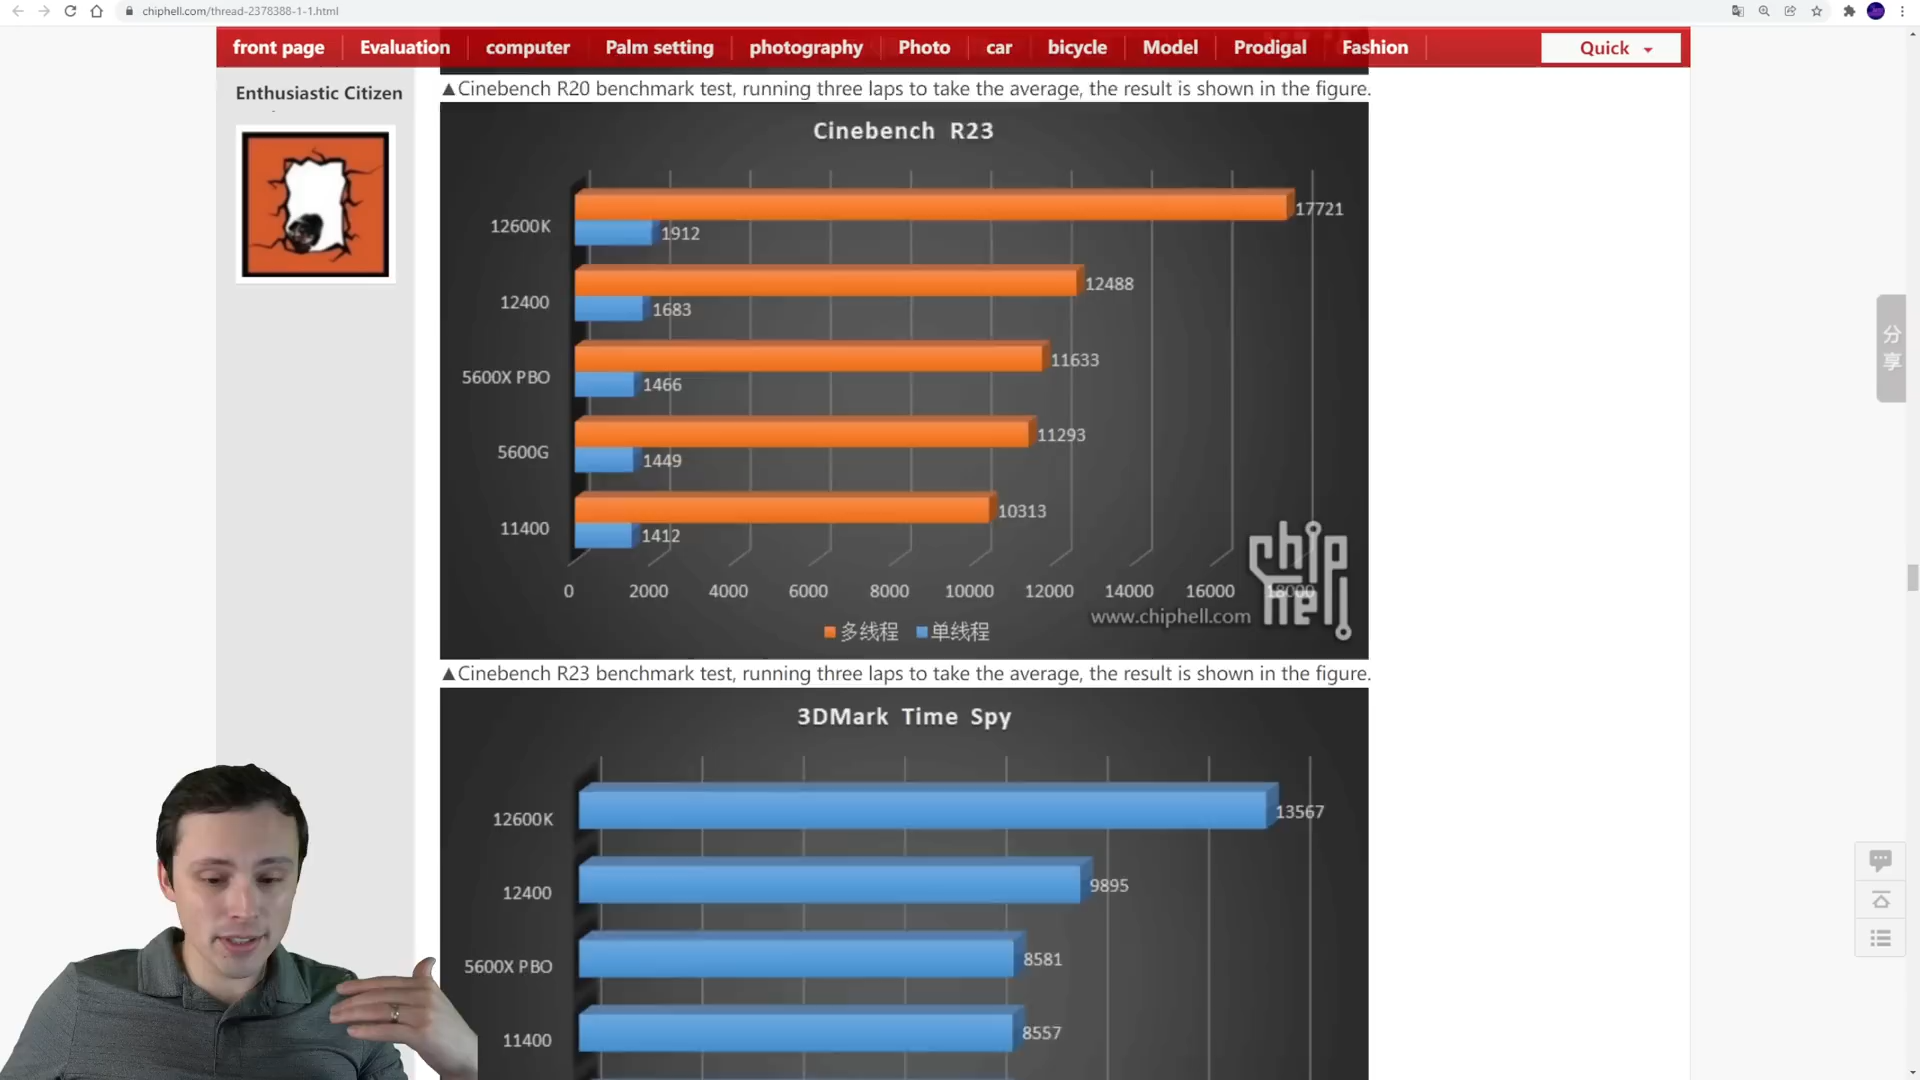 chiphell.com/thread-2378388-1-1.html
front page Evaluation computer Palm setting photography Photo car bicycle Model Prodigal Fashion Quick
Enthusiastic Citizen
▲Cinebench R20 benchmark test, running three laps to take the average, the result is shown in the figure.
Cinebench R23
12600K 17721
1912
12400 12488
1683
5600X PBO 11633
1466
5600G 11293
1449
11400 10313
1412
0 2000 4000 6000 8000 10000 12000 14000 16000 18000
多线程 单线程
www.chiphell.com
chip
hell
▲Cinebench R23 benchmark test, running three laps to take the average, the result is shown in the figure.
3DMark Time Spy
12600K 13567
12400 9895
5600X PBO 8581
11400 8557
分
享